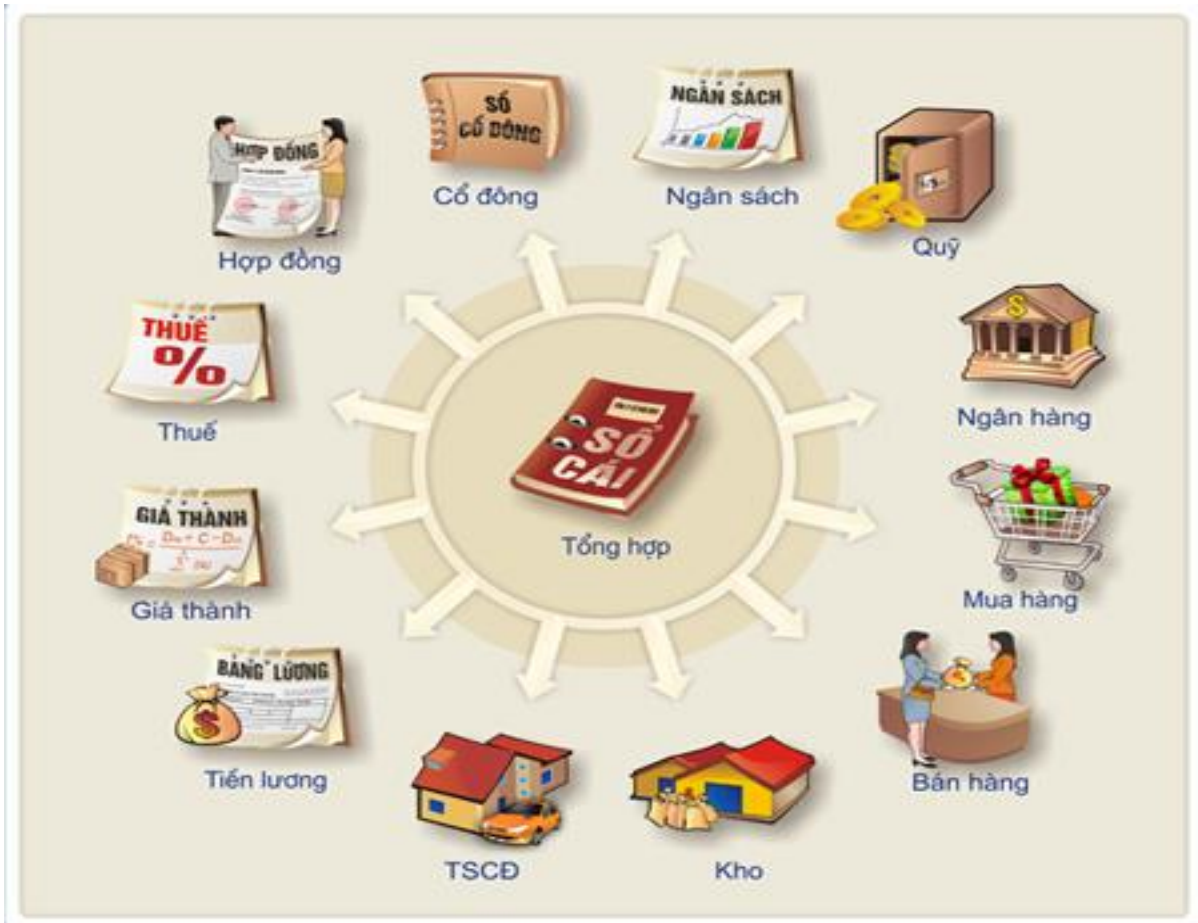 SỔ
CỔ ĐÔNG
Cổ đông
NGÂN SÁCH
Ngân sách
HỢP ĐỒNG
Hợp đồng
Quỹ
THUẾ
%
Thuế
Ngân hàng
SỔ
CÁI
Tổng hợp
GIÁ THÀNH
Giá thành
Mua hàng
BẢNG LƯƠNG
Tiền lương
Bán hàng
TSCĐ
Kho